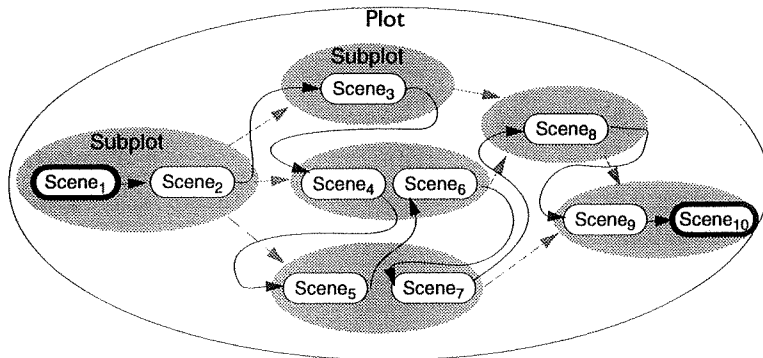 Plot
Subplot
Scene3
Scene8
Subplot
Scene1
Scene2
Scene4
Scene6
Scene9
Scene10
Scene5
Scene7